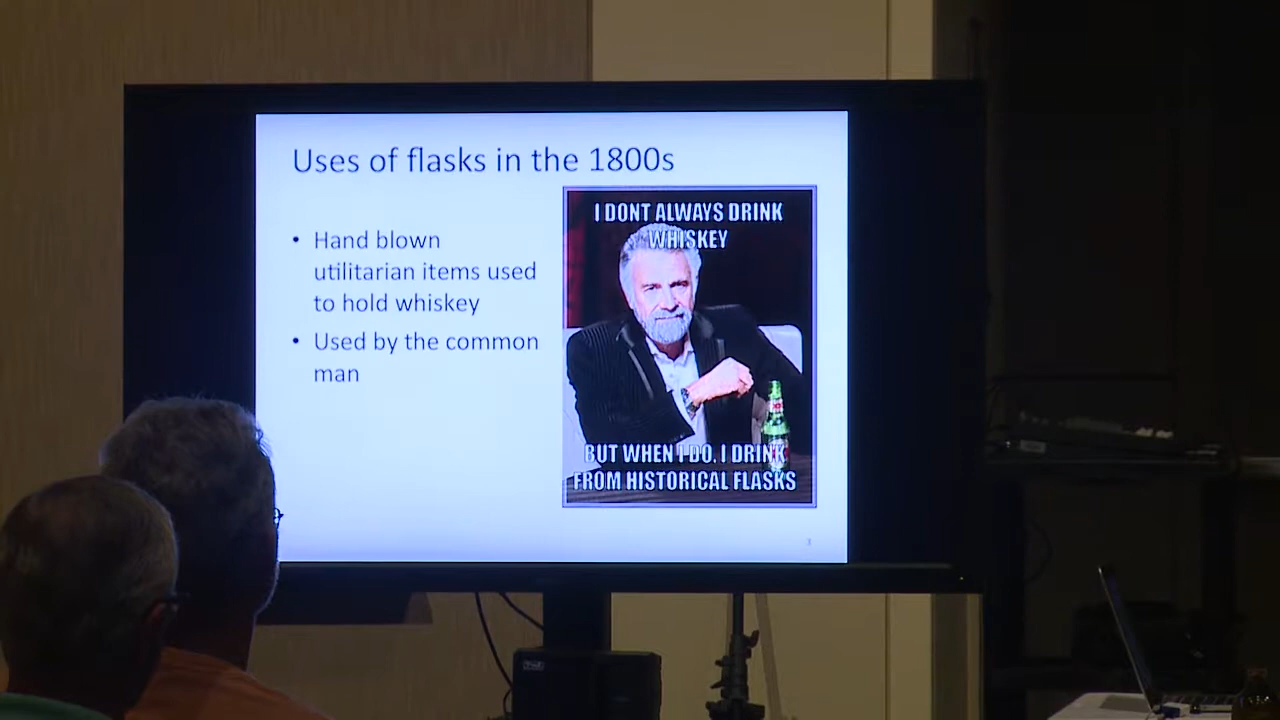 Uses of flasks in the 1800s
• Hand blown
utilitarian items used
to hold whiskey
• Used by the common
man
I DONT ALWAYS DRINK
WHISKEY
BUT WHEN I DO, I DRINK
FROM HISTORICAL FLASKS
3